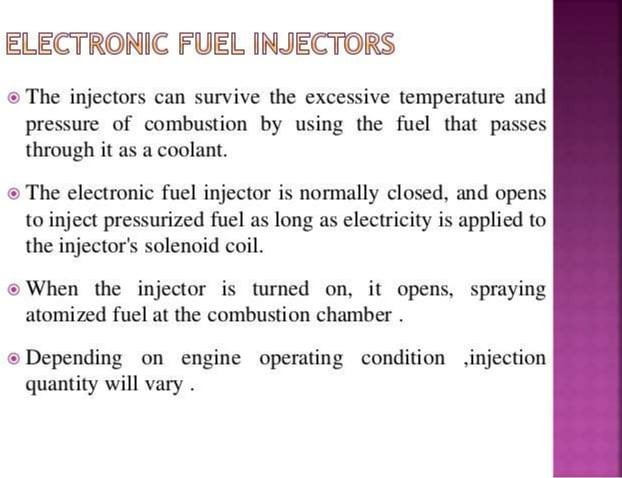 ELECTRONIC FUEL INJECTORS
The injectors can survive the excessive temperature and
pressure of combustion by using the fuel that passes
through it as a coolant.
The electronic fuel injector is normally closed, and opens
to inject pressurized fuel as long as electricity is applied to
the injector's solenoid coil.
When the injector is turned on, it opens, spraying
atomized fuel at the combustion chamber .
Depending on engine operating condition ,injection
quantity will vary .